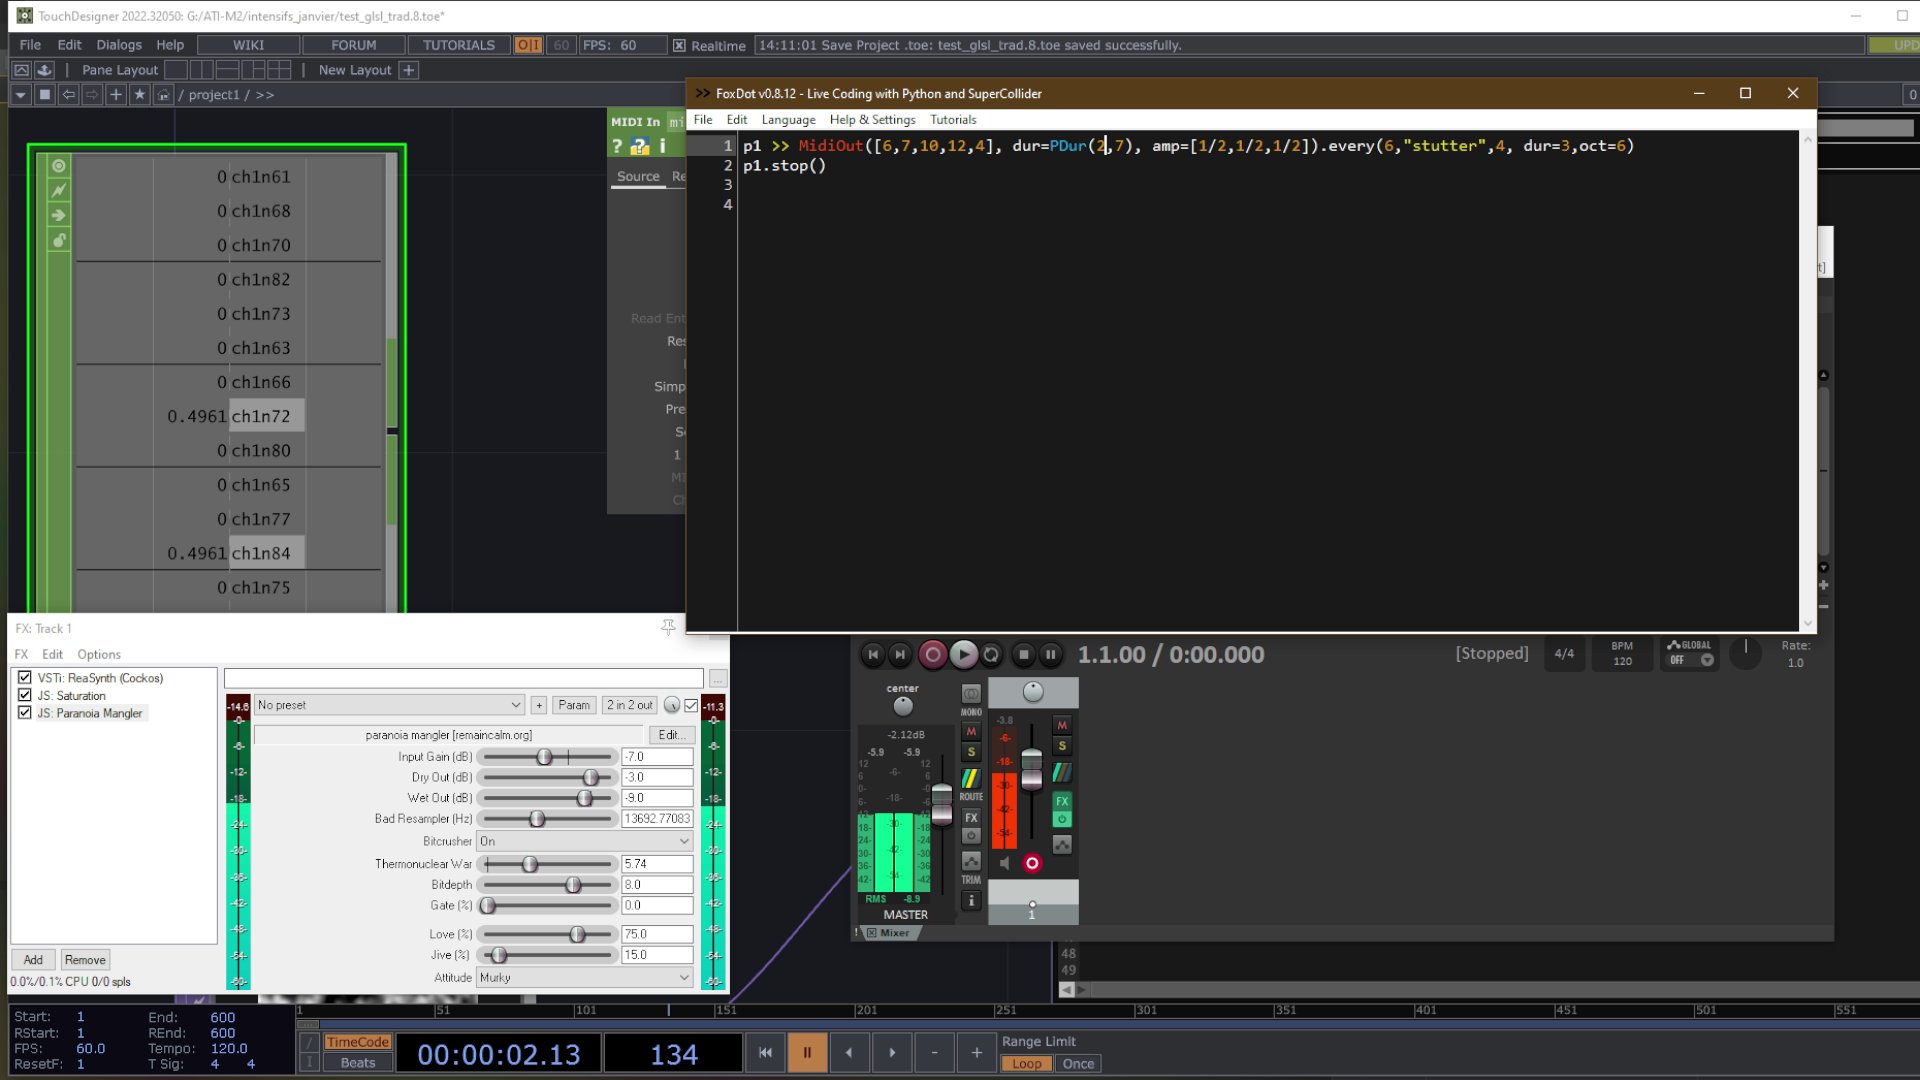 TouchDesigner 2022.32050: G:/ATI-M2/intensifs_janvier/test_glsl_trad.8.toe*
File Edit Dialogs Help WIKI FORUM TUTORIALS O|I 60 FPS: 60 Realtime 14:11:01 Save Project .toe: test_glsl_trad.8.toe saved successfully. UPD
Pane Layout New Layout +
/ project1 / >>
0 ch1n61
0 ch1n68
0 ch1n70
0 ch1n82
0 ch1n73
0 ch1n63
0 ch1n66
0.4961 ch1n72
0 ch1n80
0 ch1n65
0 ch1n77
0.4961 ch1n84
0 ch1n75
MIDI In mi
? ? i
Source Re
Read Ent
Res
Simp
Pre
S
1
>> FoxDot v0.8.12 - Live Coding with Python and SuperCollider
File Edit Language Help & Settings Tutorials
1 p1 >> MidiOut([6,7,10,12,4], dur=PDur(2,7), amp=[1/2,1/2,1/2]).every(6,"stutter",4, dur=3,oct=6)
2 p1.stop()
3
4
FX: Track 1
FX Edit Options
VSTi: ReaSynth (Cockos)
JS: Saturation
JS: Paranoia Mangler
Add Remove
0.0%/0.1% CPU 0/0 spls
No preset + Param 2 in 2 out
paranoia mangler [remaincalm.org] Edit...
Input Gain (dB) -7.0
Dry Out (dB) -3.0
Wet Out (dB) -9.0
Bad Resampler (Hz) 13692.77083
Bitcrusher On
Thermonuclear War 5.74
Bitdepth 8.0
Gate (%) 0.0
Love (%) 75.0
Jive (%) 15.0
Attitude Murky
-14.6
-11.3
1.1.00 / 0:00.000 [Stopped] 4/4 BPM 120 GLOBAL OFF Rate: 1.0
center
MONO
-2.12dB
-5.9 -5.9
M
S
ROUTE
FX
TRIM
RMS -8.9
MASTER
-3.8
M
S
FX
1
Mixer
48
49
Start: 1 End: 600
RStart: 1 REnd: 600
FPS: 60.0 Tempo: 120.0
ResetF: 1 T Sig: 4 4
1 51 101 151 201 251 301 351 401 451 501 551
TimeCode
Beats
00:00:02.13
134
- +
Range Limit
Loop Once